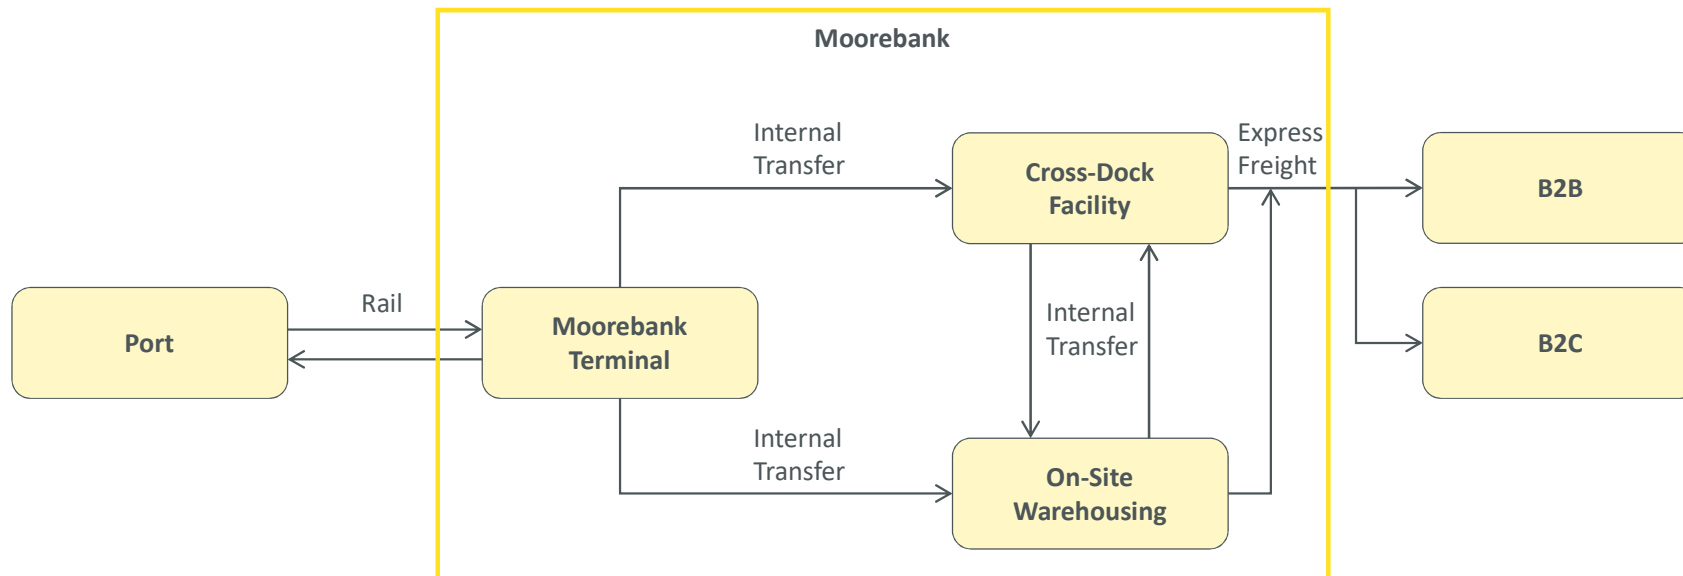 Moorebank
Internal
Transfer
Express
Freight
Cross-Dock
Facility
B2B
Rail
Port
Moorebank
Terminal
Internal
Transfer
B2C
Internal
Transfer
On-Site
Warehousing